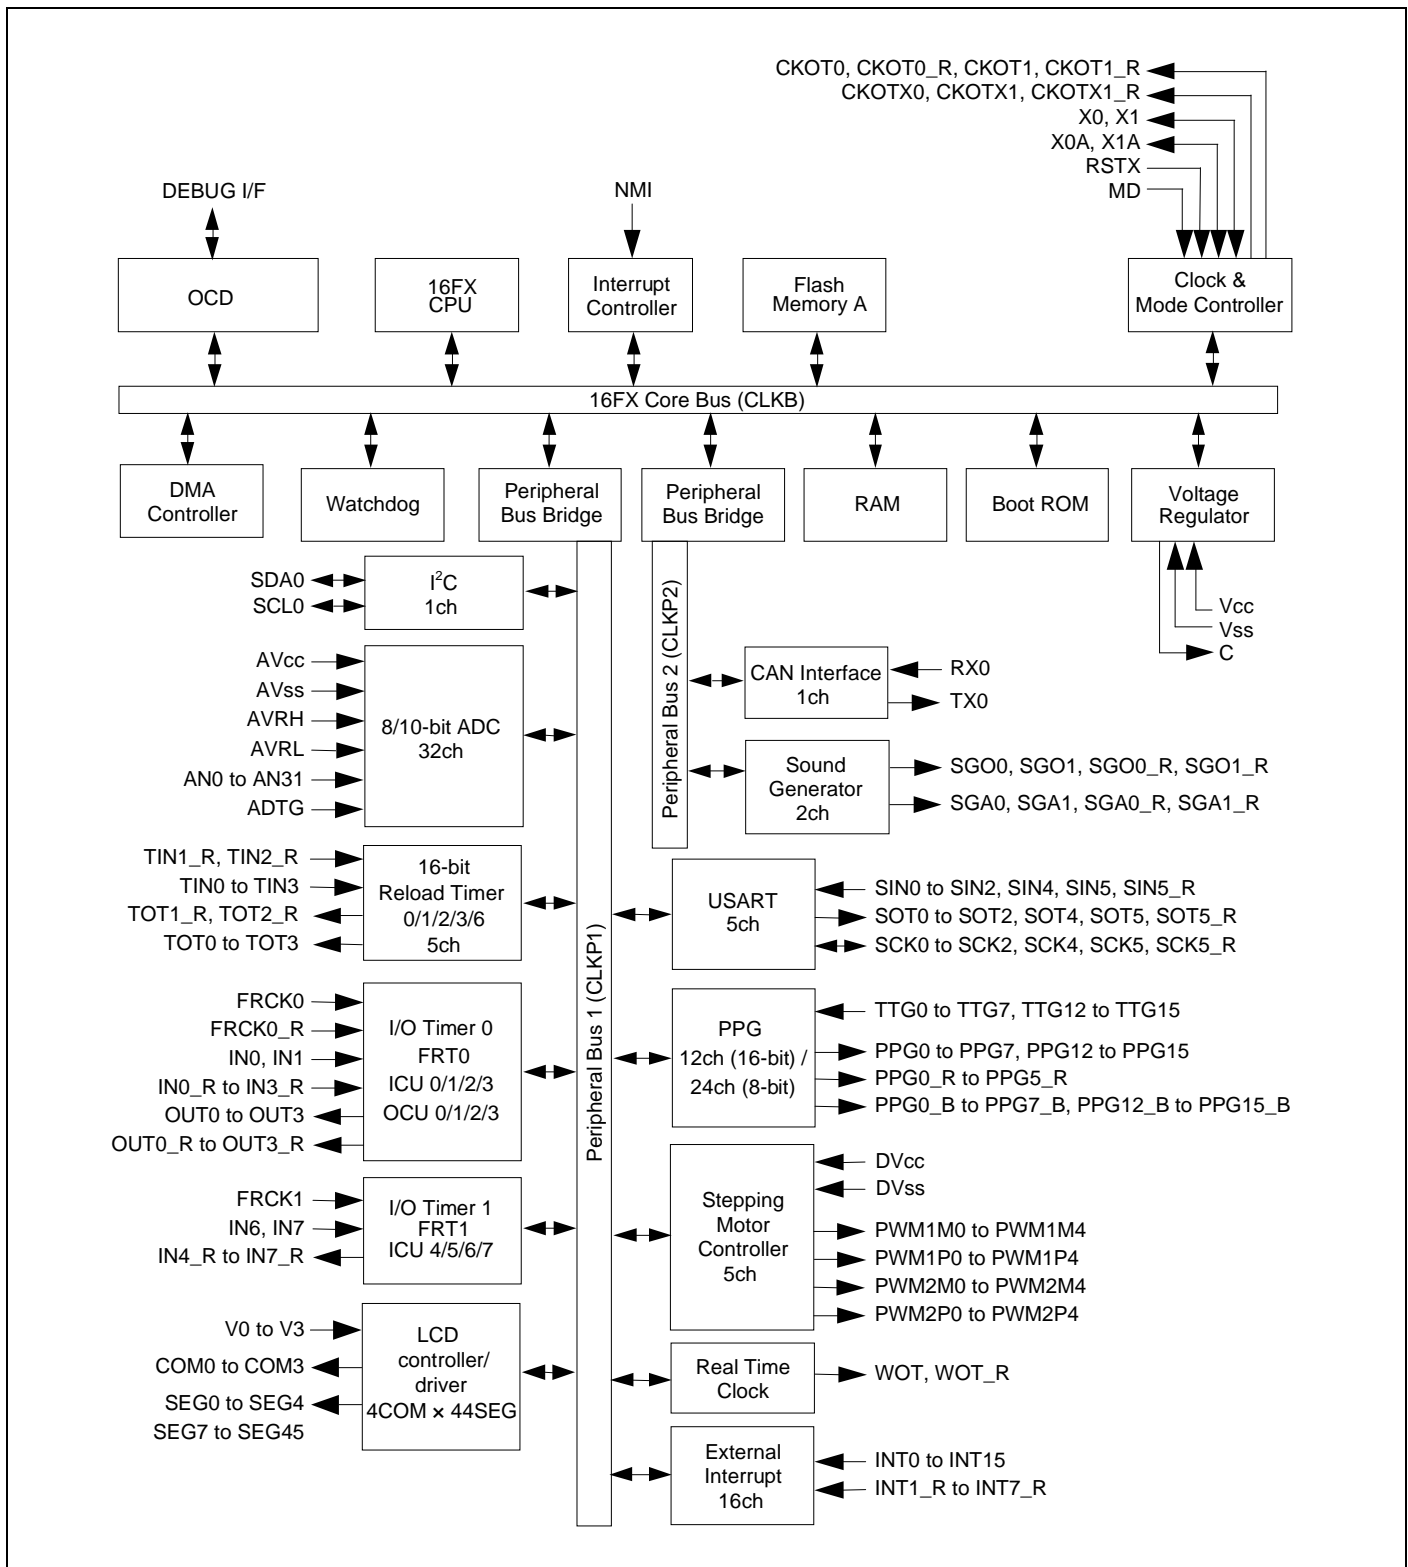 CKOT0, CKOT0_R, CKOT1, CKOT1_R
CKOTX0, CKOTX1, CKOTX1_R
X0, X1
X0A, X1A
RSTX
MD
DEBUG I/F
NMI
OCD
16FX
CPU
Interrupt
Controller
Flash
Memory A
Clock &
Mode Controller
16FX Core Bus (CLKB)
DMA
Controller
Watchdog
Peripheral
Bus Bridge
Peripheral
Bus Bridge
RAM
Boot ROM
Voltage
Regulator
Vcc
Vss
C
Peripheral Bus 1 (CLKP1)
Peripheral Bus 2 (CLKP2)
SDA0
SCL0
I²C
1ch
AVcc
AVss
AVRH
AVRL
AN0 to AN31
ADTG
8/10-bit ADC
32ch
TIN1_R, TIN2_R
TIN0 to TIN3
TOT1_R, TOT2_R
TOT0 to TOT3
16-bit
Reload Timer
0/1/2/3/6
5ch
FRCK0
FRCK0_R
IN0, IN1
IN0_R to IN3_R
OUT0 to OUT3
OUT0_R to OUT3_R
I/O Timer 0
FRT0
ICU 0/1/2/3
OCU 0/1/2/3
FRCK1
IN6, IN7
IN4_R to IN7_R
I/O Timer 1
FRT1
ICU 4/5/6/7
V0 to V3
COM0 to COM3
SEG0 to SEG4
SEG7 to SEG45
LCD
controller/
driver
4COM × 44SEG
CAN Interface
1ch
RX0
TX0
Sound
Generator
2ch
SGO0, SGO1, SGO0_R, SGO1_R
SGA0, SGA1, SGA0_R, SGA1_R
USART
5ch
SIN0 to SIN2, SIN4, SIN5, SIN5_R
SOT0 to SOT2, SOT4, SOT5, SOT5_R
SCK0 to SCK2, SCK4, SCK5, SCK5_R
PPG
12ch (16-bit) /
24ch (8-bit)
TTG0 to TTG7, TTG12 to TTG15
PPG0 to PPG7, PPG12 to PPG15
PPG0_R to PPG5_R
PPG0_B to PPG7_B, PPG12_B to PPG15_B
Stepping
Motor
Controller
5ch
DVcc
DVss
PWM1M0 to PWM1M4
PWM1P0 to PWM1P4
PWM2M0 to PWM2M4
PWM2P0 to PWM2P4
Real Time
Clock
WOT, WOT_R
External
Interrupt
16ch
INT0 to INT15
INT1_R to INT7_R